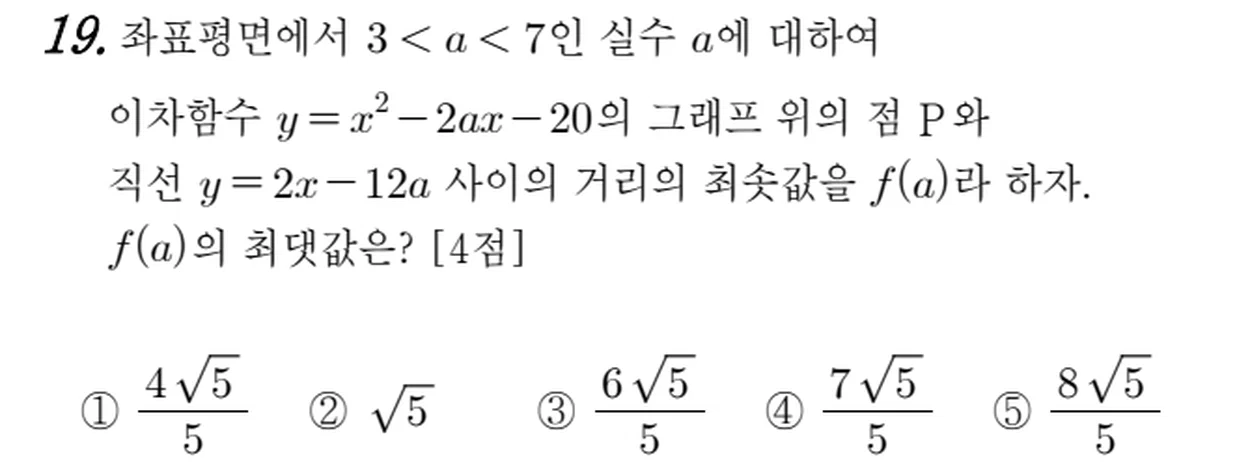 19. 좌표평면에서 3 < a < 7인 실수 a에 대하여
이차함수 y = x² − 2ax − 20의 그래프 위의 점 P와
직선 y = 2x − 12a 사이의 거리의 최솟값을 f(a)라 하자.
f(a)의 최댓값은? [4점]
① 4√5/5 ② √5 ③ 6√5/5 ④ 7√5/5 ⑤ 8√5/5